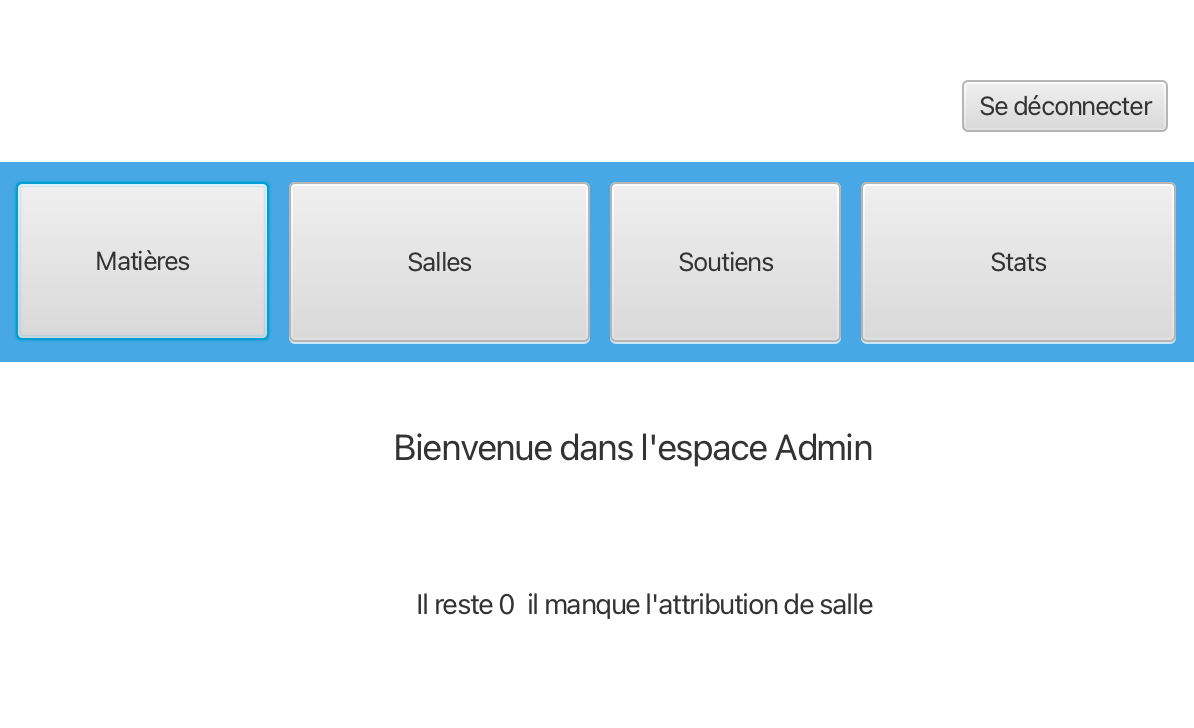 Se déconnecter
Matières Salles Soutiens Stats
Bienvenue dans l'espace Admin
Il reste 0  il manque l'attribution de salle